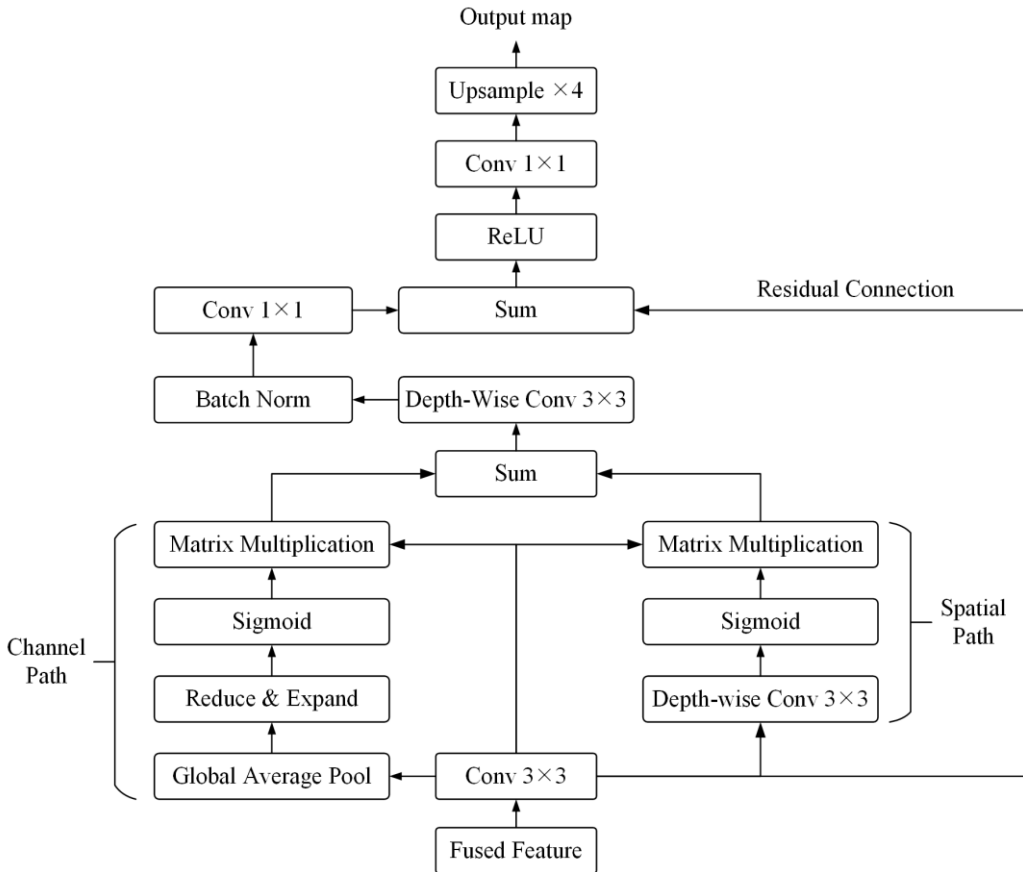 Output map
Upsample ×4
Conv 1×1
ReLU
Residual Connection
Conv 1×1
Sum
Batch Norm
Depth-Wise Conv 3×3
Sum
Matrix Multiplication
Matrix Multiplication
Sigmoid
Sigmoid
Spatial
Path
Channel
Path
Reduce & Expand
Depth-wise Conv 3×3
Global Average Pool
Conv 3×3
Fused Feature